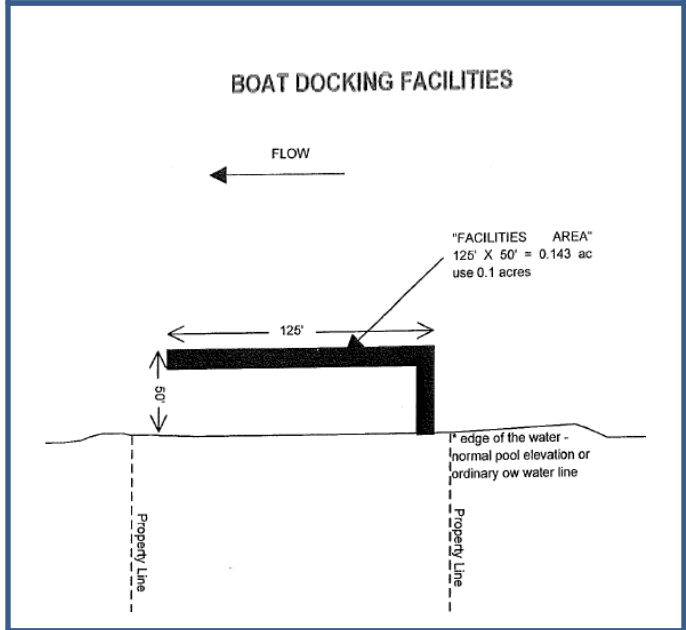 BOAT DOCKING FACILITIES
FLOW
"FACILITIES AREA"
125' X 50' = 0.143 ac
use 0.1 acres
125'
50'
* edge of the water -
normal pool elevation or
ordinary ow water line
Property Line
Property Line